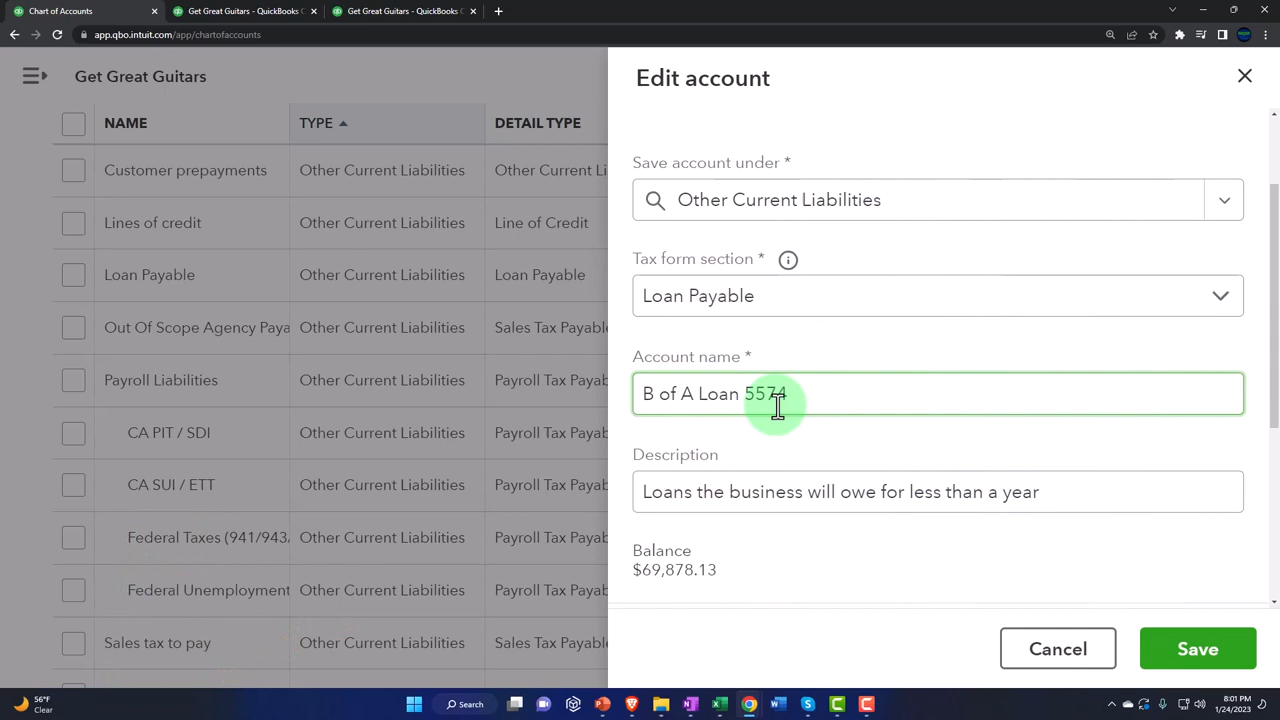 Chart of Accounts
Get Great Guitars - QuickBooks C
Get Great Guitars - QuickBooks C
app.qbo.intuit.com/app/chartofaccounts
Get Great Guitars
NAME TYPE DETAIL TYPE
Customer prepayments Other Current Liabilities Other Current Li
Lines of credit Other Current Liabilities Line of Credit
Loan Payable Other Current Liabilities Loan Payable
Out Of Scope Agency Paya Other Current Liabilities Sales Tax Payabl
Payroll Liabilities Other Current Liabilities Payroll Tax Payab
CA PIT / SDI Other Current Liabilities Payroll Tax Payab
CA SUI / ETT Other Current Liabilities Payroll Tax Payab
Federal Taxes (941/943/ Other Current Liabilities Payroll Tax Payab
Federal Unemployment Other Current Liabilities Payroll Tax Payab
Sales tax to pay Other Current Liabilities Sales Tax Payabl
Edit account
Save account under *
Other Current Liabilities
Tax form section *
Loan Payable
Account name *
B of A Loan 5574
Description
Loans the business will owe for less than a year
Balance
$69,878.13
Cancel
Save
56°F
Clear
Search
8:01 PM
1/24/2023